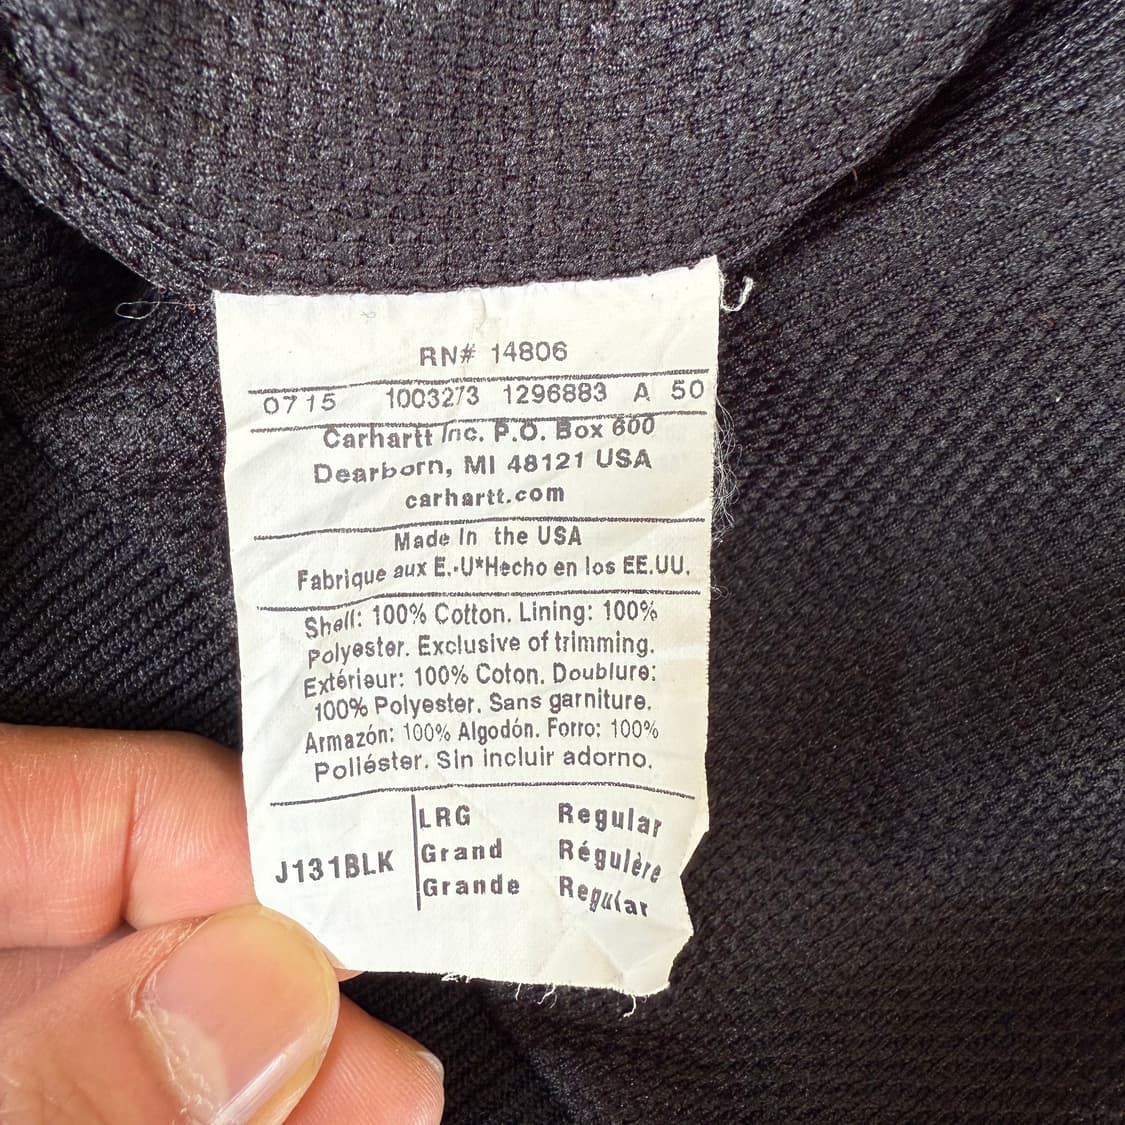 RN# 14806
0715 1003273 1296883 A 50
Carhartt Inc. P.O. Box 600
Dearborn, MI 48121 USA
carhartt.com
Made In the USA
Fabrique aux E.-U*Hecho en los EE.UU.
Shell: 100% Cotton. Lining: 100%
Polyester. Exclusive of trimming.
Extérieur: 100% Coton. Doublure:
100% Polyester. Sans garniture.
Armazón: 100% Algodón. Forro: 100%
Poliéster. Sin incluir adorno.
J131BLK
LRG Regular
Grand Régulère
Grande Regular